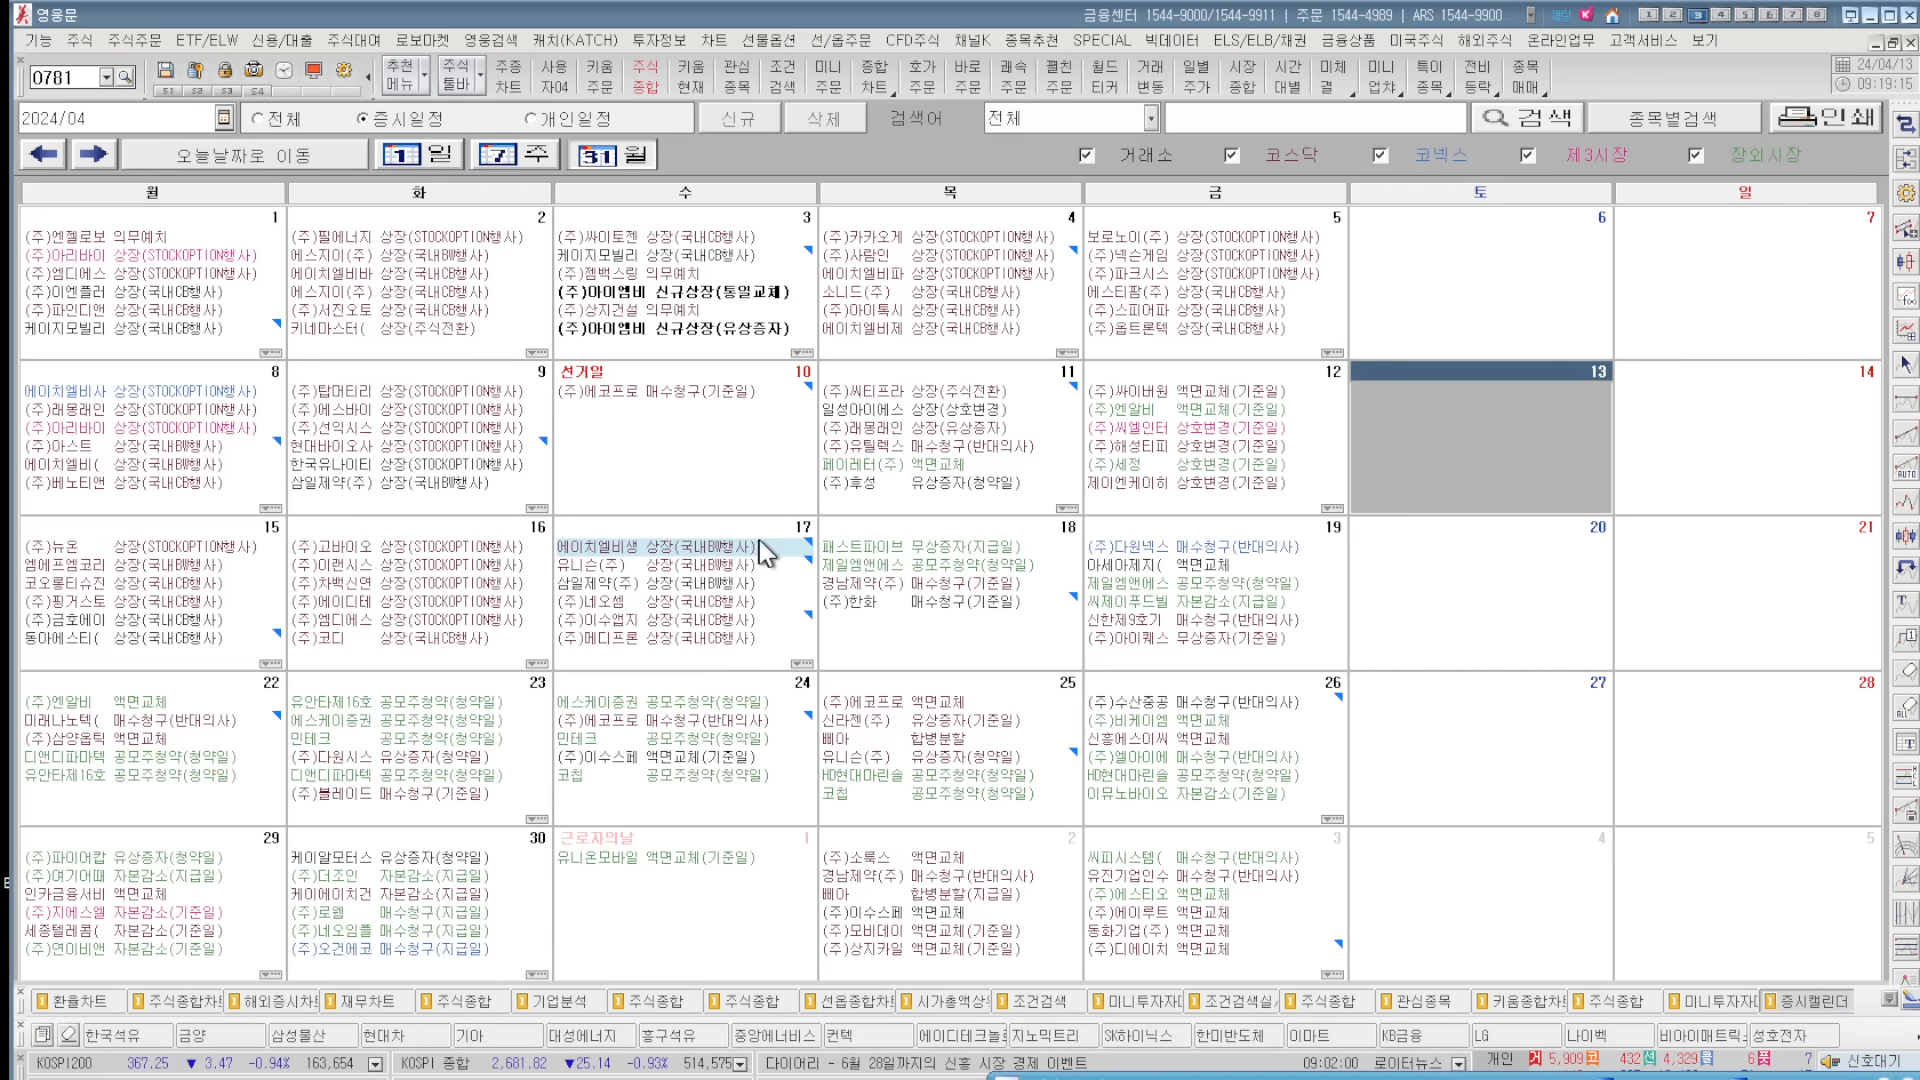 영웅문
금융센터 1544-9000/1544-9911 | 주문 1544-4989 | ARS 1544-9900
기능 주식 주식주문 ETF/ELW 신용/대출 주식대여 로보마켓 영웅검색 캐치(KATCH) 투자정보 차트 선물옵션 선/옵주문 CFD주식 채널K 종목추천 SPECIAL 빅데이터 ELS/ELB/채권 금융상품 미국주식 해외주식 온라인업무 고객서비스 보기
0781 추천메뉴 주식툴바 주종차트 사용자04 키움주문 주식종합 키움현재 관심종목 조건검색 미니주문 종합차트 호가주문 바로주문 쾌속주문 펼친주문 월드티커 거래변동 일별주가 시장종합 시간대별 미체결 미니업차 특이종목 전비등락 종목매매
24/04/13
09:19:15
2024/04 전체 증시일정 개인일정 신규 삭제 검색어 전체 검색 종목별검색 인쇄
오늘날짜로 이동 1 일 7 주 31 월 거래소 코스닥 코넥스 제3시장 장외시장
월 화 수 목 금 토 일
1
(주)엔젤로보 의무예치
(주)아리바이 상장(STOCKOPTION행사)
(주)엠디에스 상장(STOCKOPTION행사)
(주)이엔플러 상장(국내CB행사)
(주)파인디앤 상장(국내CB행사)
케이지모빌리 상장(국내CB행사)
2
(주)필에너지 상장(STOCKOPTION행사)
에스지이(주) 상장(국내BW행사)
에이치엘비바 상장(국내CB행사)
에스지이(주) 상장(국내CB행사)
(주)서진오토 상장(국내CB행사)
키네마스터( 상장(주식전환)
3
(주)싸이토젠 상장(국내CB행사)
케이지모빌리 상장(국내CB행사)
(주)젬백스링 의무예치
(주)아이엠비 신규상장(통일교체)
(주)상지건설 의무예치
(주)아이엠비 신규상장(유상증자)
4
(주)카카오게 상장(STOCKOPTION행사)
(주)사람인 상장(STOCKOPTION행사)
에이치엘비파 상장(STOCKOPTION행사)
소니드(주) 상장(국내CB행사)
(주)아이톡시 상장(국내CB행사)
에이치엘비제 상장(국내CB행사)
5
보로노이(주) 상장(STOCKOPTION행사)
(주)넥슨게임 상장(STOCKOPTION행사)
(주)파크시스 상장(STOCKOPTION행사)
에스티팜(주) 상장(국내CB행사)
(주)스피어파 상장(국내CB행사)
(주)옵트론텍 상장(국내CB행사)
6
7
8
에이치엘비사 상장(STOCKOPTION행사)
(주)래몽래인 상장(STOCKOPTION행사)
(주)아리바이 상장(STOCKOPTION행사)
(주)아스트 상장(국내BW행사)
에이치엘비( 상장(국내BW행사)
(주)베노티앤 상장(국내CB행사)
9
(주)탑머티리 상장(STOCKOPTION행사)
(주)에스바이 상장(STOCKOPTION행사)
(주)선익시스 상장(STOCKOPTION행사)
현대바이오사 상장(STOCKOPTION행사)
한국유나이티 상장(STOCKOPTION행사)
삼일제약(주) 상장(국내BW행사)
선거일 10
(주)에코프로 매수청구(기준일)
11
(주)씨티프라 상장(주식전환)
일성아이에스 상장(상호변경)
(주)래몽래인 상장(유상증자)
(주)유틸렉스 매수청구(반대의사)
페이레터(주) 액면교체
(주)후성 유상증자(청약일)
12
(주)싸이버원 액면교체(기준일)
(주)엔알비 액면교체(기준일)
(주)씨엘인터 상호변경(기준일)
(주)해성티피 상호변경(기준일)
(주)세정 상호변경(기준일)
제이엔케이히 상호변경(기준일)
13
14
15
(주)뉴온 상장(STOCKOPTION행사)
엠에프엠코리 상장(국내BW행사)
코오롱티슈진 상장(국내CB행사)
(주)핑거스토 상장(국내CB행사)
(주)금호에이 상장(국내CB행사)
동아에스티( 상장(국내CB행사)
16
(주)고바이오 상장(STOCKOPTION행사)
(주)이랜시스 상장(STOCKOPTION행사)
(주)차백신연 상장(STOCKOPTION행사)
(주)에이디테 상장(STOCKOPTION행사)
(주)엠디에스 상장(STOCKOPTION행사)
(주)코디 상장(국내CB행사)
17
에이치엘비생 상장(국내BW행사)
유니슨(주) 상장(국내BW행사)
삼일제약(주) 상장(국내BW행사)
(주)네오셈 상장(국내CB행사)
(주)이수앱지 상장(국내CB행사)
(주)메디프론 상장(국내CB행사)
18
패스트파이브 무상증자(지급일)
제일엠앤에스 공모주청약(청약일)
경남제약(주) 매수청구(기준일)
(주)한화 매수청구(기준일)
19
(주)다원넥스 매수청구(반대의사)
아세아제지( 액면교체
제일엠앤에스 공모주청약(청약일)
씨제이푸드빌 자본감소(지급일)
신한제9호기 매수청구(반대의사)
(주)아이퀘스 무상증자(기준일)
20
21
22
(주)엔알비 액면교체
미래나노텍( 매수청구(반대의사)
(주)삼양옵틱 액면교체
디앤디파마텍 공모주청약(청약일)
유안타제16호 공모주청약(청약일)
23
유안타제16호 공모주청약(청약일)
에스케이증권 공모주청약(청약일)
민테크 공모주청약(청약일)
(주)다원시스 유상증자(청약일)
디앤디파마텍 공모주청약(청약일)
(주)블레이드 매수청구(기준일)
24
에스케이증권 공모주청약(청약일)
(주)에코프로 매수청구(반대의사)
민테크 공모주청약(청약일)
(주)이수스페 액면교체(기준일)
코칩 공모주청약(청약일)
25
(주)에코프로 액면교체
신라젠(주) 유상증자(기준일)
삐아 합병분할
유니슨(주) 유상증자(청약일)
HD현대마린솔 공모주청약(청약일)
코칩 공모주청약(청약일)
26
(주)수산중공 매수청구(반대의사)
(주)비케이엠 액면교체
신흥에스이씨 액면교체
(주)엘아이에 매수청구(반대의사)
HD현대마린솔 공모주청약(청약일)
이뮤노바이오 자본감소(기준일)
27
28
29
(주)파이어캅 유상증자(청약일)
(주)여기어때 자본감소(지급일)
인카금융서비 액면교체
(주)지에스엘 자본감소(기준일)
세종텔레콤( 자본감소(기준일)
(주)연이비앤 자본감소(기준일)
30
케이알모터스 유상증자(청약일)
(주)더조인 자본감소(지급일)
케이에이치건 자본감소(지급일)
(주)로웸 매수청구(지급일)
(주)네오임플 매수청구(지급일)
(주)오건에코 매수청구(지급일)
근로자의날 1
유니온모바일 액면교체(기준일)
2
(주)소룩스 액면교체
경남제약(주) 매수청구(반대의사)
삐아 합병분할(지급일)
(주)이수스페 액면교체
(주)모비데이 액면교체(기준일)
(주)상지카일 액면교체(기준일)
3
씨피시스템( 매수청구(반대의사)
유진기업인수 매수청구(반대의사)
(주)에스티오 액면교체
(주)에이루트 액면교체
동화기업(주) 액면교체
(주)디에이치 액면교체
4
5
환율차트 주식종합차 해외증시차 재무차트 주식종합 기업분석 주식종합 주식종합 선옵종합차 시가총액상 조건검색 미니투자자 조건검색실 주식종합 관심종목 키움종합차 주식종합 미니투자자 증시캘린더
한국석유 금양 삼성물산 현대차 기아 대성에너지 흥구석유 중앙에너비스 컨텍 에이디테크놀 지노믹트리 SK하이닉스 한미반도체 이마트 KB금융 LG 나이벡 비아이매트릭 성호전자
KOSPI200 367.25 ▼ 3.47 -0.94% 163,654 KOSPI 종합 2,681.82 ▼25.14 -0.93% 514,575 다이어리 - 6월 28일까지의 신흥 시장 경제 이벤트 09:02:00 로이터뉴스 개인 거 5,909 코 432 선 4,329 물 6 풋 7 신호대기